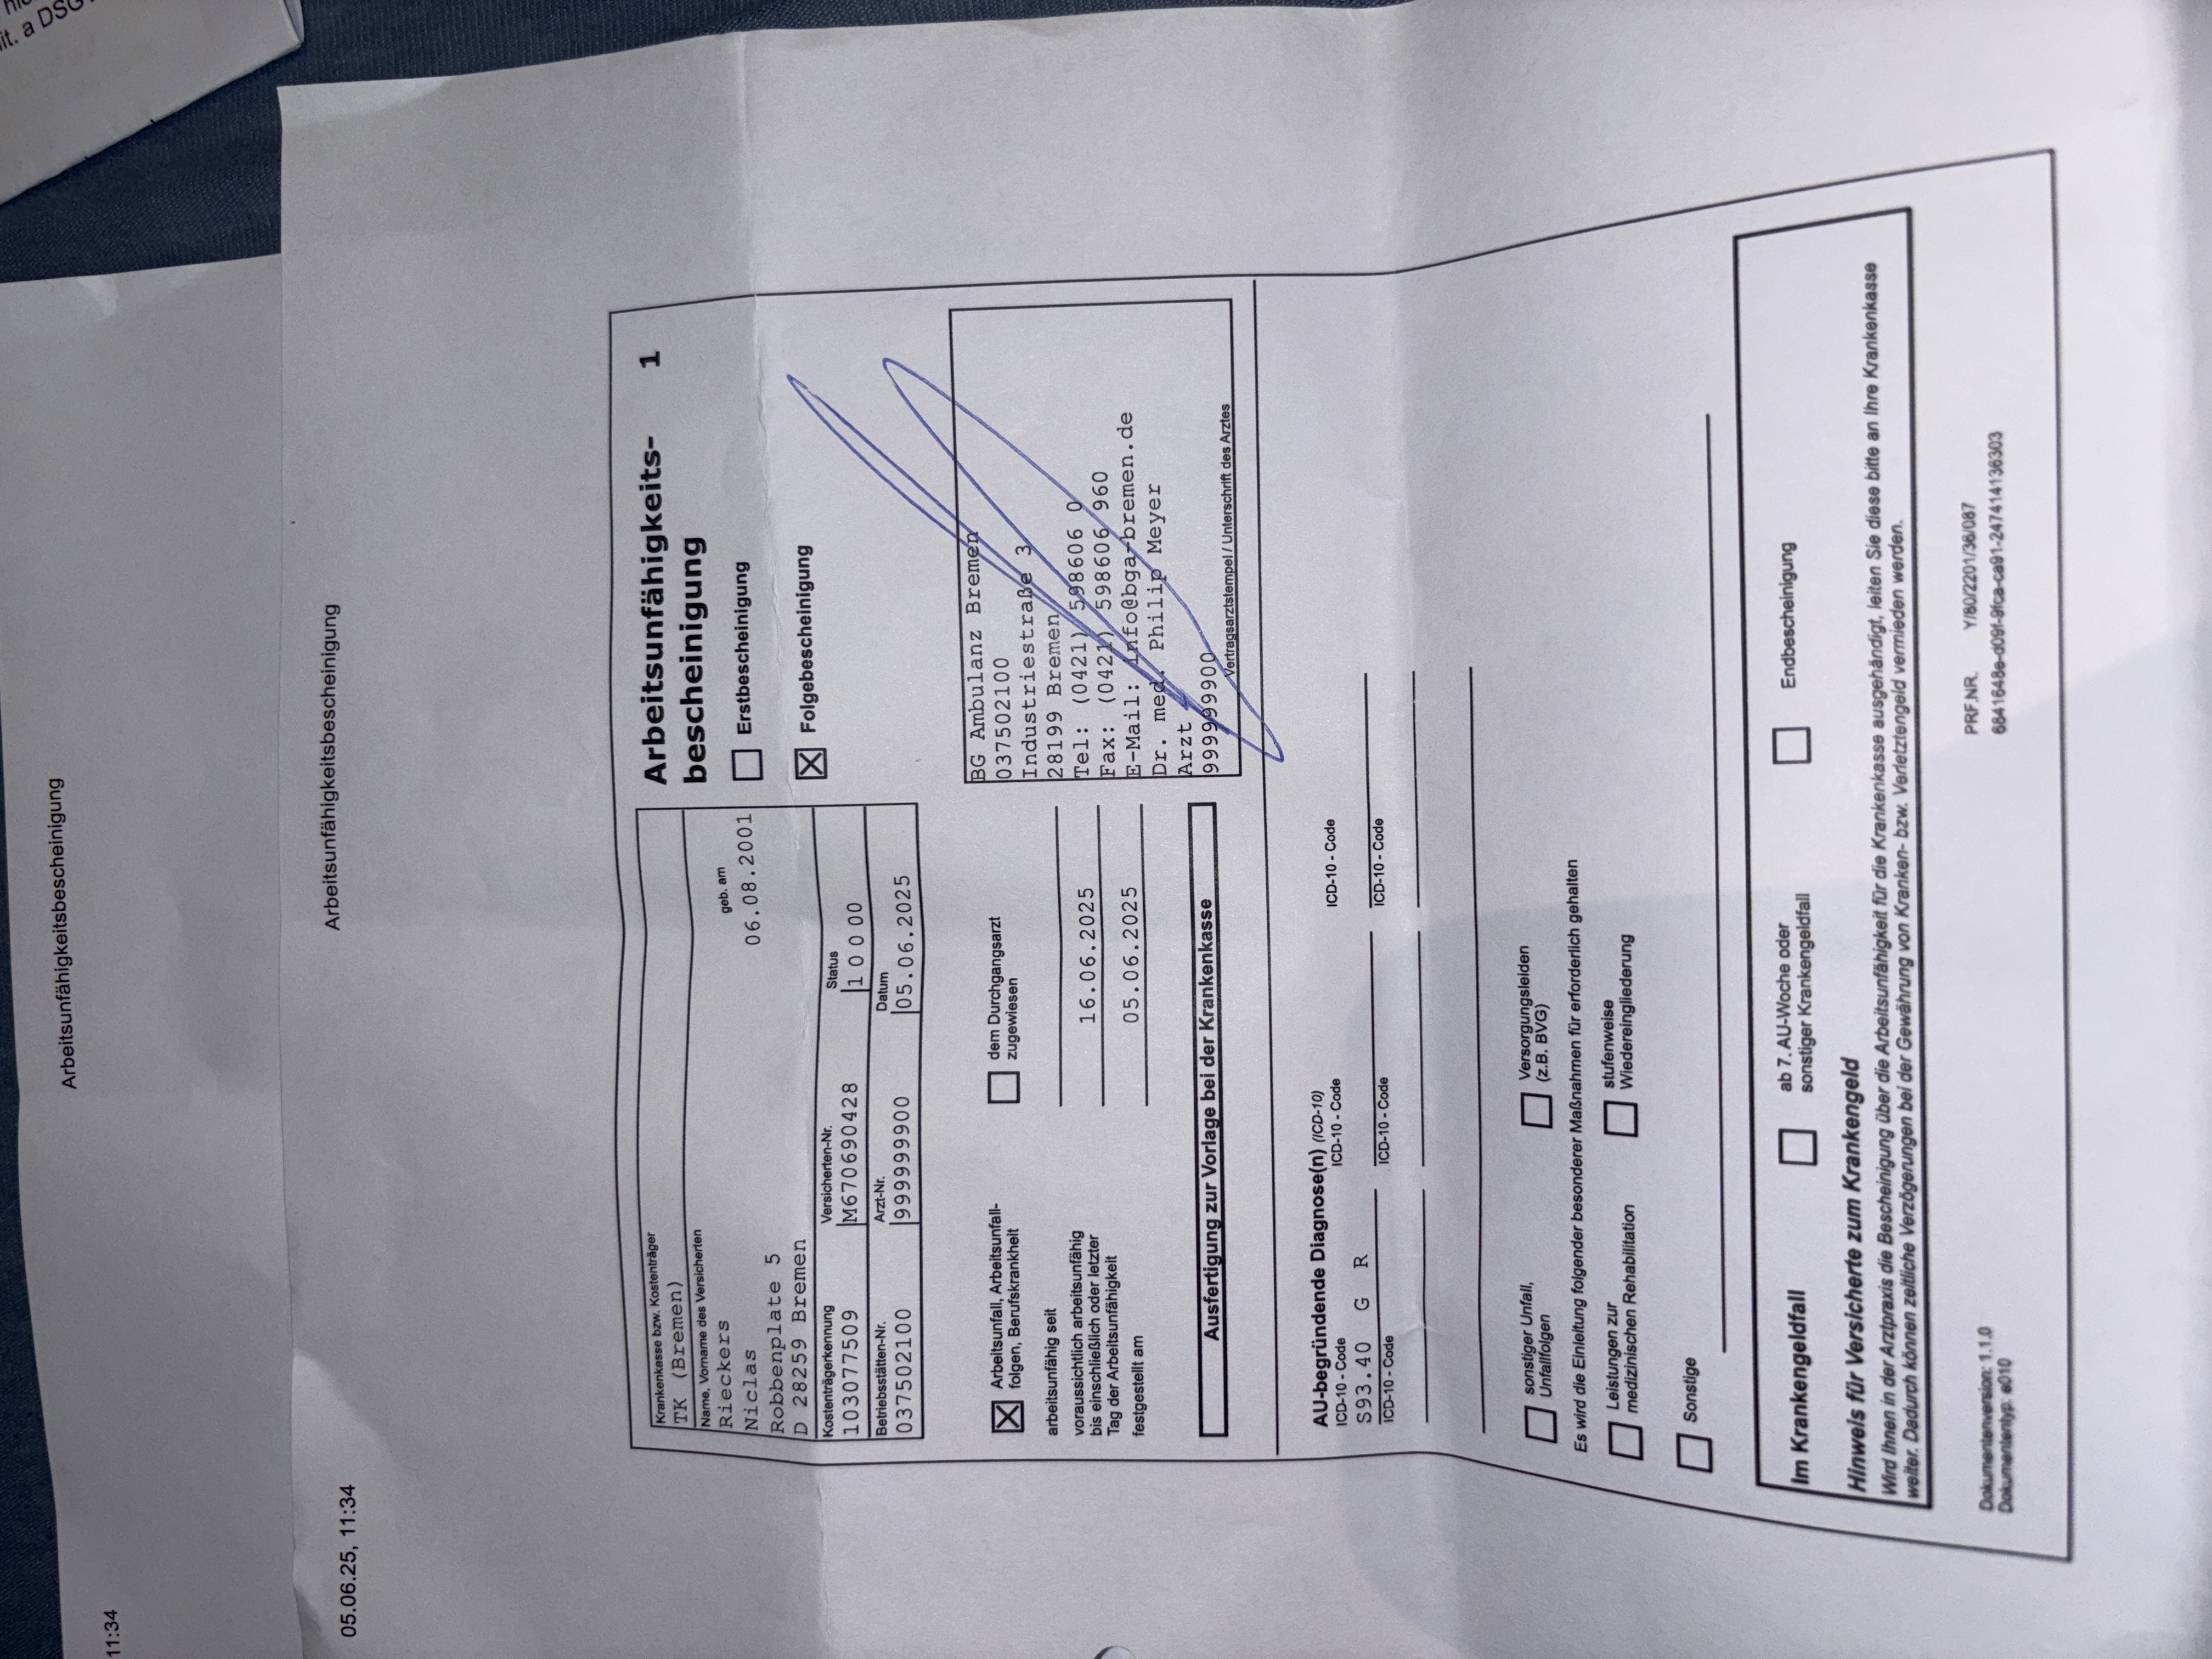 Arbeitsunfähigkeitsbescheinigung
11:34
05.06.25, 11:34
Arbeitsunfähigkeitsbescheinigung
Krankenkasse bzw. Kostenträger
TK (Bremen)
Name, Vorname des Versicherten
Rieckers
geb. am
Niclas
06.08.2001
Robbenplate 5
D 28259 Bremen
Kostenträgerkennung Versicherten-Nr. Status
103077509 M670690428 1 0 0 00
Betriebsstätten-Nr. Arzt-Nr. Datum
037502100 999999900 05.06.2025
Arbeitsunfähigkeits- 1
bescheinigung
Erstbescheinigung
Folgebescheinigung
Arbeitsunfall, Arbeitsunfall-
folgen, Berufskrankheit
dem Durchgangsarzt
zugewiesen
arbeitsunfähig seit
voraussichtlich arbeitsunfähig
bis einschließlich oder letzter
Tag der Arbeitsunfähigkeit
16.06.2025
festgestellt am
05.06.2025
Ausfertigung zur Vorlage bei der Krankenkasse
BG Ambulanz Bremen
037502100
Industriestraße 3
28199 Bremen
Tel: (0421) 598606 0
Fax: (0421) 598606 960
E-Mail: info@bga-bremen.de
Dr. med. Philip Meyer
Arzt
999999900
Vertragsarztstempel / Unterschrift des Arztes
AU-begründende Diagnose(n) (ICD-10)
ICD-10 - Code ICD-10 - Code ICD-10 - Code
S93.40 G R
ICD-10 - Code ICD-10 - Code ICD-10 - Code
sonstiger Unfall,
Unfallfolgen
Versorgungsleiden
(z.B. BVG)
Es wird die Einleitung folgender besonderer Maßnahmen für erforderlich gehalten
Leistungen zur
medizinischen Rehabilitation
stufenweise
Wiedereingliederung
Sonstige
Im Krankengeldfall
ab 7. AU-Woche oder
sonstiger Krankengeldfall
Endbescheinigung
Hinweis für Versicherte zum Krankengeld
Wird Ihnen in der Arztpraxis die Bescheinigung über die Arbeitsunfähigkeit für die Krankenkasse ausgehändigt, leiten Sie diese bitte an Ihre Krankenkasse
weiter. Dadurch können zeitliche Verzögerungen bei der Gewährung von Kranken- bzw. Verletztengeld vermieden werden.
Dokumentenversion: 1.1.0
Dokumententyp: e010
PRF.NR. Y/80/2201/36/087
6841648e-d09f-9fca-ca91-247414136303